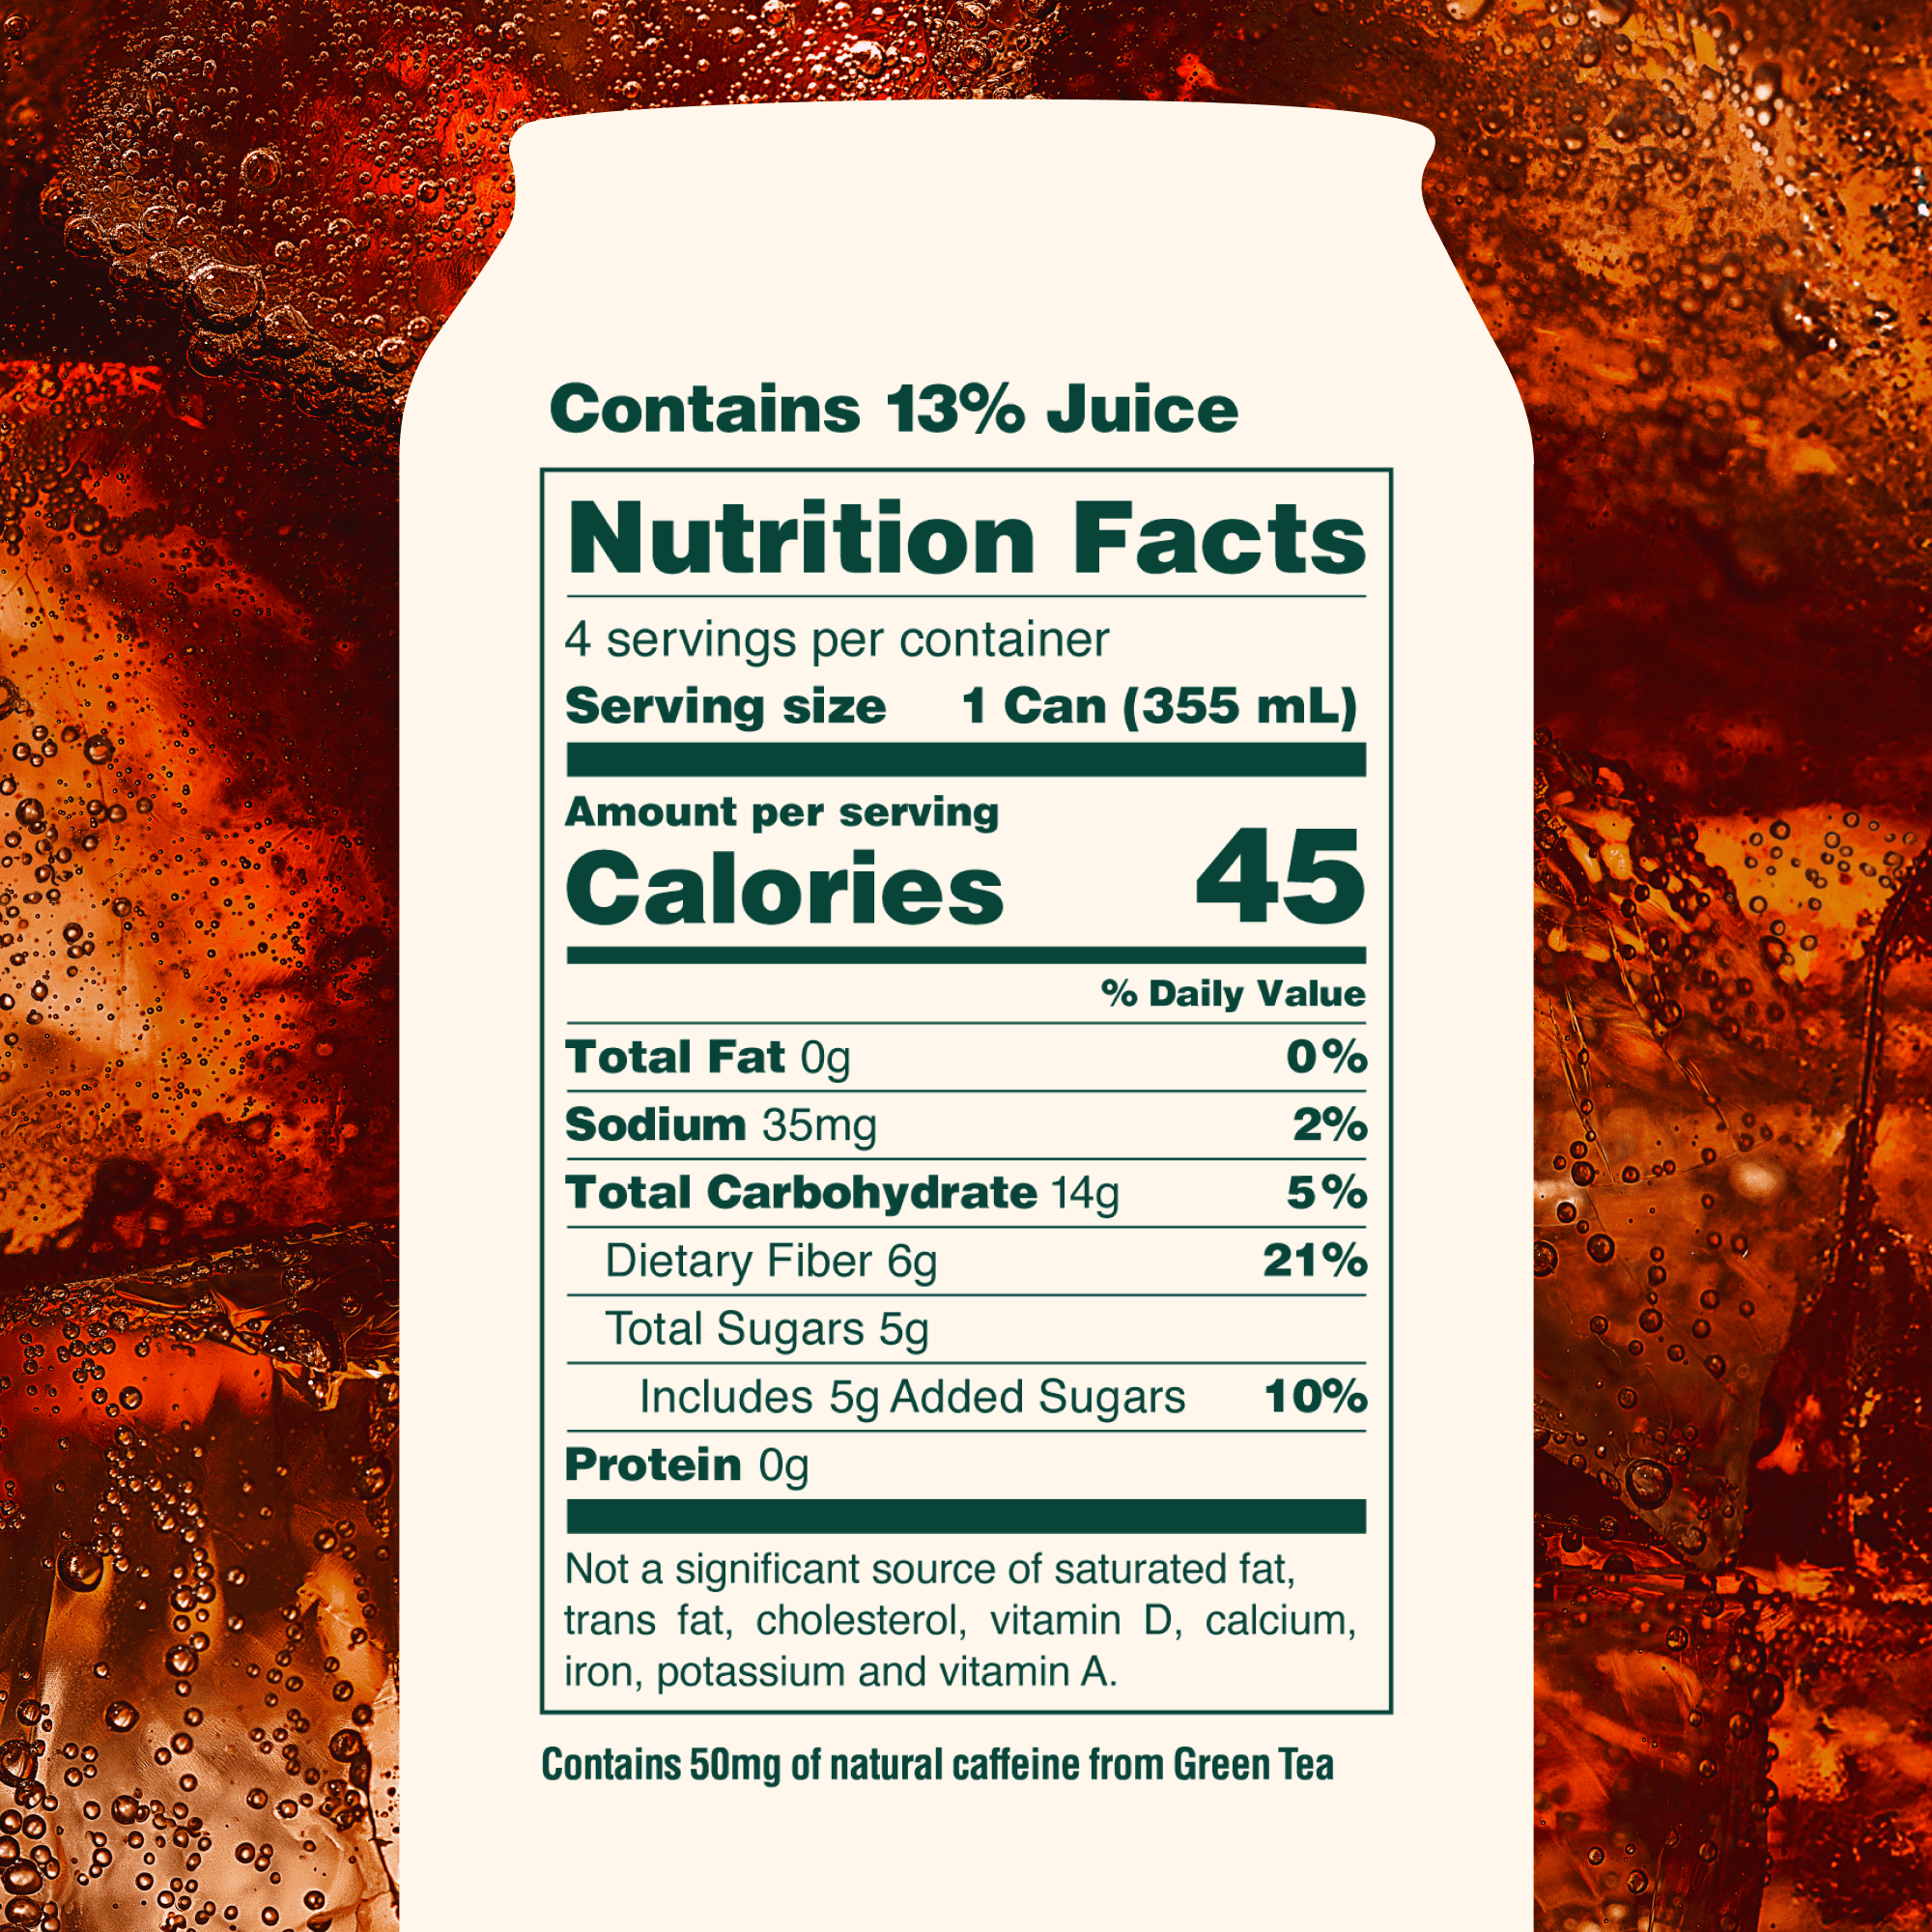 Contains 13% Juice
Nutrition Facts
4 servings per container
Serving size 1 Can (355 mL)
Amount per serving
Calories 45
% Daily Value
Total Fat 0g 0%
Sodium 35mg 2%
Total Carbohydrate 14g 5%
Dietary Fiber 6g 21%
Total Sugars 5g
Includes 5g Added Sugars 10%
Protein 0g
Not a significant source of saturated fat,
trans fat, cholesterol, vitamin D, calcium,
iron, potassium and vitamin A.
Contains 50mg of natural caffeine from Green Tea